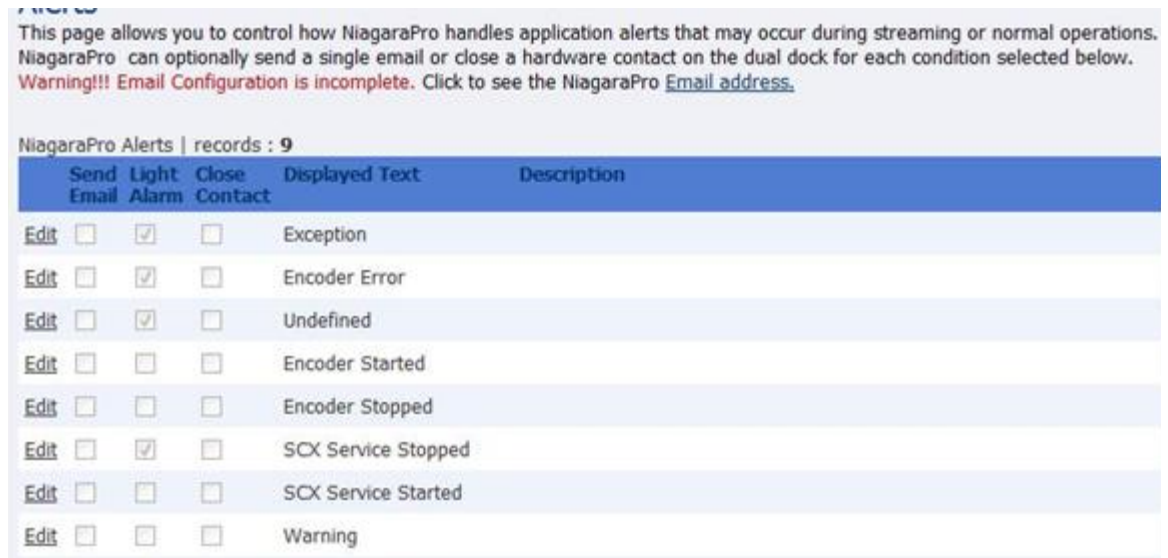 Alerts
This page allows you to control how NiagaraPro handles application alerts that may occur during streaming or normal operations.
NiagaraPro can optionally send a single email or close a hardware contact on the dual dock for each condition selected below.
Warning!!! Email Configuration is incomplete. Click to see the NiagaraPro Email address.
NiagaraPro Alerts | records : 9
Send Email Light Alarm Close Contact Displayed Text Description
Edit Exception
Edit Encoder Error
Edit Undefined
Edit Encoder Started
Edit Encoder Stopped
Edit SCX Service Stopped
Edit SCX Service Started
Edit Warning